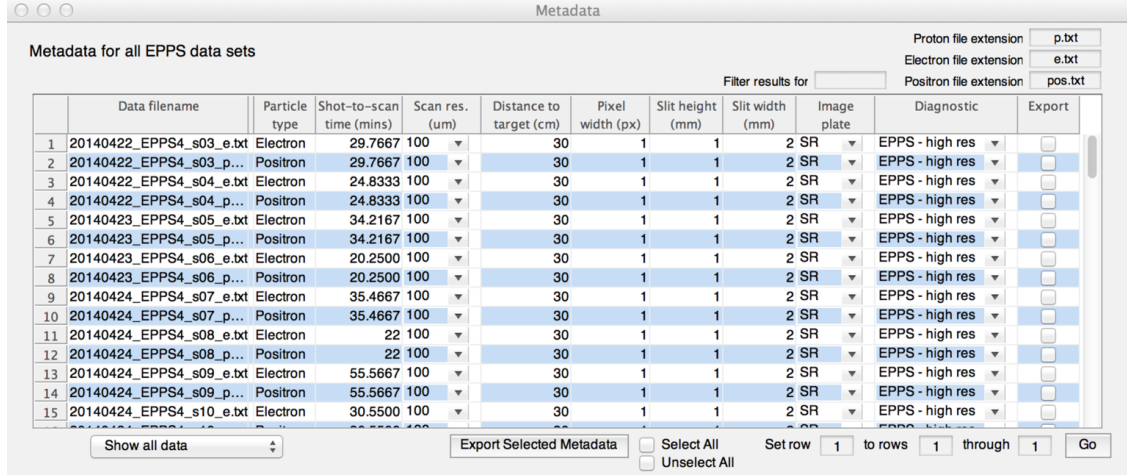 Metadata
Metadata for all EPPS data sets
Proton file extension p.txt
Electron file extension e.txt
Filter results for Positron file extension pos.txt
Data filename Particle type Shot-to-scan time (mins) Scan res. (um) Distance to target (cm) Pixel width (px) Slit height (mm) Slit width (mm) Image plate Diagnostic Export
1 20140422_EPPS4_s03_e.txt Electron 29.7667 100 30 1 1 2 SR EPPS - high res
2 20140422_EPPS4_s03_p... Positron 29.7667 100 30 1 1 2 SR EPPS - high res
3 20140422_EPPS4_s04_e.txt Electron 24.8333 100 30 1 1 2 SR EPPS - high res
4 20140422_EPPS4_s04_p... Positron 24.8333 100 30 1 1 2 SR EPPS - high res
5 20140423_EPPS4_s05_e.txt Electron 34.2167 100 30 1 1 2 SR EPPS - high res
6 20140423_EPPS4_s05_p... Positron 34.2167 100 30 1 1 2 SR EPPS - high res
7 20140423_EPPS4_s06_e.txt Electron 20.2500 100 30 1 1 2 SR EPPS - high res
8 20140423_EPPS4_s06_p... Positron 20.2500 100 30 1 1 2 SR EPPS - high res
9 20140424_EPPS4_s07_e.txt Electron 35.4667 100 30 1 1 2 SR EPPS - high res
10 20140424_EPPS4_s07_p... Positron 35.4667 100 30 1 1 2 SR EPPS - high res
11 20140424_EPPS4_s08_e.txt Electron 22 100 30 1 1 2 SR EPPS - high res
12 20140424_EPPS4_s08_p... Positron 22 100 30 1 1 2 SR EPPS - high res
13 20140424_EPPS4_s09_e.txt Electron 55.5667 100 30 1 1 2 SR EPPS - high res
14 20140424_EPPS4_s09_p... Positron 55.5667 100 30 1 1 2 SR EPPS - high res
15 20140424_EPPS4_s10_e.txt Electron 30.5500 100 30 1 1 2 SR EPPS - high res
Show all data Export Selected Metadata Select All Set row 1 to rows 1 through 1 Go
Unselect All